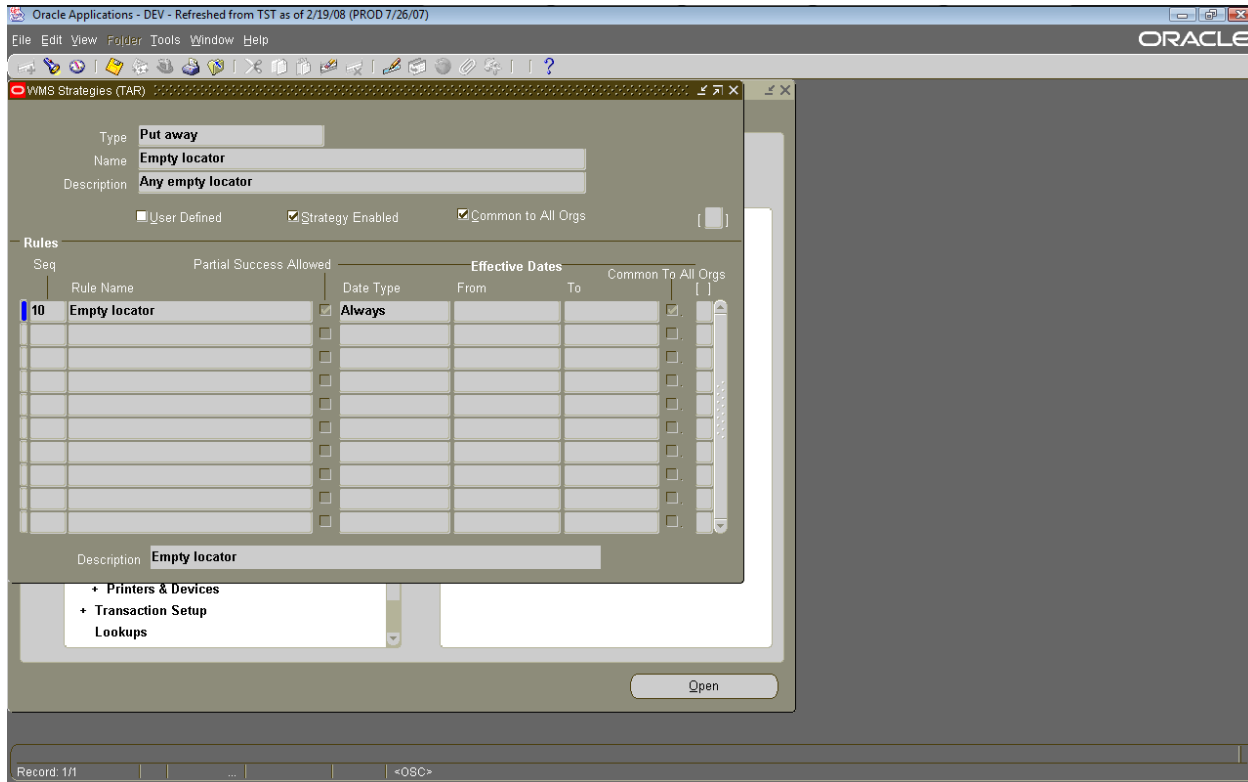 Oracle Applications - DEV - Refreshed from TST as of 2/19/08 (PROD 7/26/07)
File Edit View Folder Tools Window Help
ORACLE
?
WMS Strategies (TAR)
Type Put away
Name Empty locator
Description Any empty locator
User Defined Strategy Enabled Common to All Orgs [ ]
Rules
Seq Partial Success Allowed Effective Dates Common To All Orgs
Rule Name Date Type From To [ ]
10 Empty locator Always
Description Empty locator
+ Printers & Devices
+ Transaction Setup
Lookups
Open
Record: 1/1 ... <OSC>